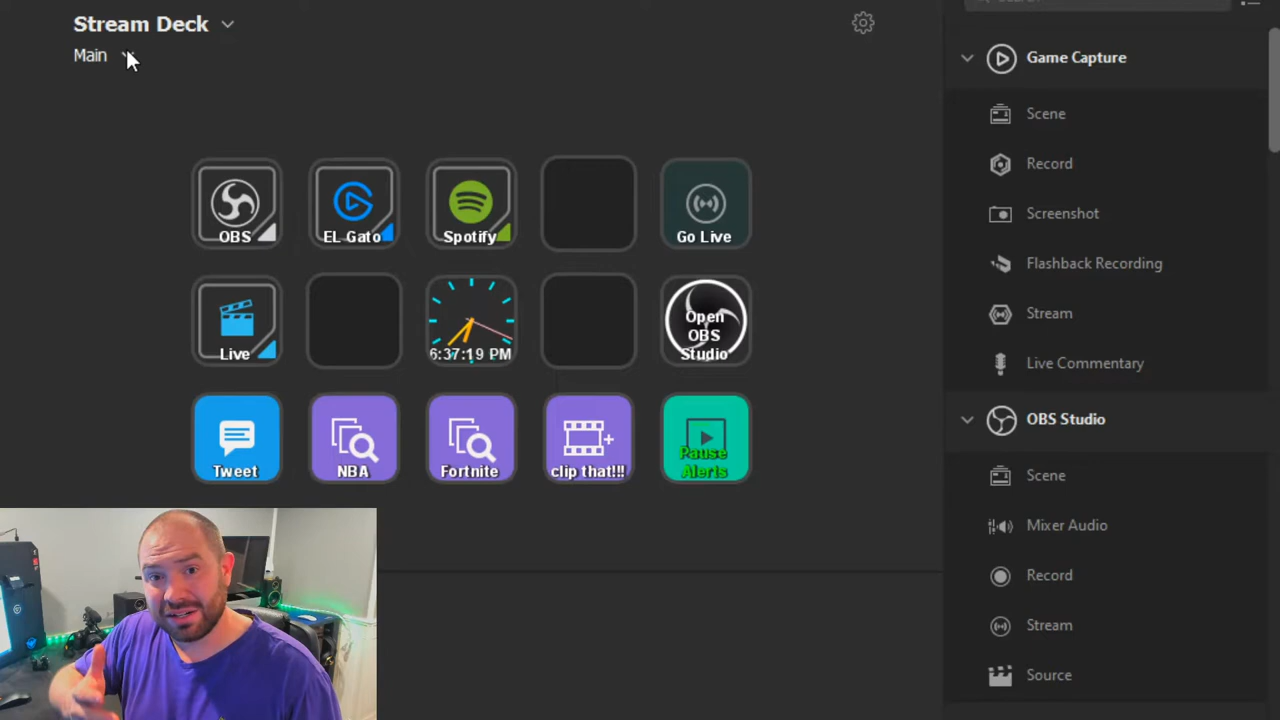 Stream Deck
Main
OBS
EL Gato
Spotify
Go Live
Live
6:37:19 PM
Open
OBS
Studio
Tweet
NBA
Fortnite
clip that!!!
Pause
Alerts
Game Capture
Scene
Record
Screenshot
Flashback Recording
Stream
Live Commentary
OBS Studio
Scene
Mixer Audio
Record
Stream
Source